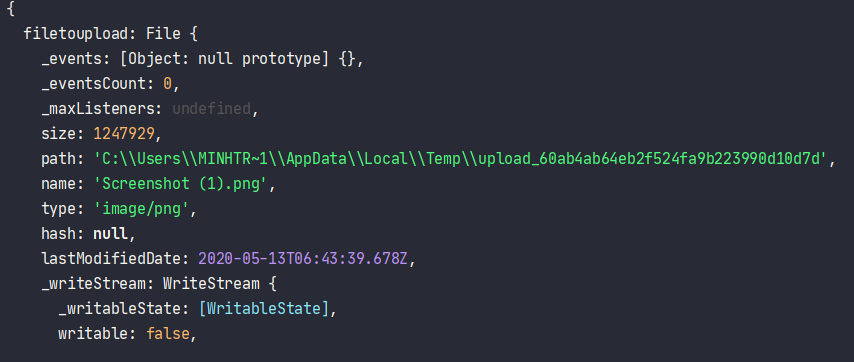 {
filetoupload: File {
_events: [Object: null prototype] {},
_eventsCount: 0,
_maxListeners: undefined,
size: 1247929,
path: 'C:\\Users\\MINHTR~1\\AppData\\Local\\Temp\\upload_60ab4ab64eb2f524fa9b223990d10d7d',
name: 'Screenshot (1).png',
type: 'image/png',
hash: null,
lastModifiedDate: 2020-05-13T06:43:39.678Z,
_writeStream: WriteStream {
_writableState: [WritableState],
writable: false,